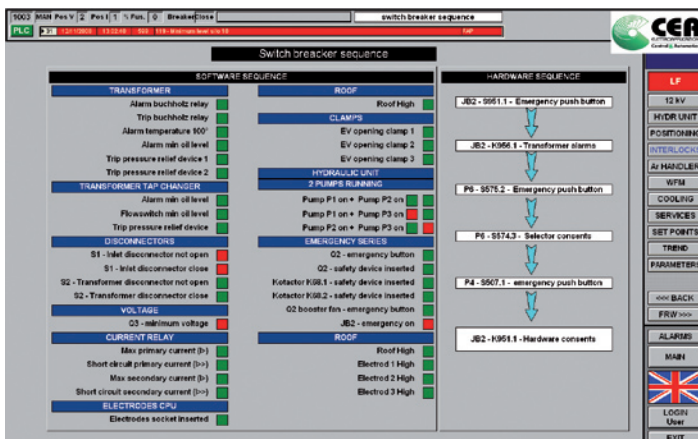 9003 MAN Pos V 2 Pos I 1 % Fus. 0 Breaker Close
switch breaker sequence
PLC
CEA
Control & Automation
Switch breacker sequence
SOFTWARE SEQUENCE
TRANSFORMER
Alarm buchholz relay
Trip buchholz relay
Alarm temperature 100°
Alarm min oil level
Trip pressure relief device 1
Trip pressure relief device 2
TRANSFORMER TAP CHANGER
Alarm min oil level
Flowswitch min oil level
Trip pressure relief device
DISCONNECTORS
S1 - Inlet disconnector not open
S1 - Inlet disconnector close
S2 - Transformer disconnector not open
S2 - Transformer disconnector close
VOLTAGE
Q3 - minimum voltage
CURRENT RELAY
Max primary current (I>)
Short circuit primary current (I>>)
Max secondary current (I>)
Short circuit secondary current (I>>)
ELECTRODES CPU
Electrodes socket inserted
ROOF
Roof High
CLAMPS
EV opening clamp 1
EV opening clamp 2
EV opening clamp 3
HYDRAULIC UNIT
2 PUMPS RUNNING
Pump P1 on + Pump P2 on
Pump P1 on + Pump P3 on
Pump P2 on + Pump P3 on
EMERGENCY SERIES
Q2 - emergency button
Q2 - safety device inserted
Kotactor K68.1 - safety device inserted
Kotactor K68.2 - safety device inserted
Q2 booster fan - emergency button
JB2 - emergency on
ROOF
Roof High
Electrod 1 High
Electrod 2 High
Electrod 3 High
HARDWARE SEQUENCE
JB2 - S951.1 - Emergency push button
JB2 - K956.1 - Transformer alarms
P6 - S575.2 - Emergency push button
P6 - S574.3 - Selector consents
P4 - S507.1 - emergency push button
JB2 - K951.1 - Hardware consents
LF
12 kV
HYDR UNIT
POSITIONING
INTERLOCKS
Ar HANDLER
WFM
COOLING
SERVICES
SET POINTS
TREND
PARAMETERS
<<< BACK
FRW >>>
ALARMS
MAIN
LOGIN
User
EXIT